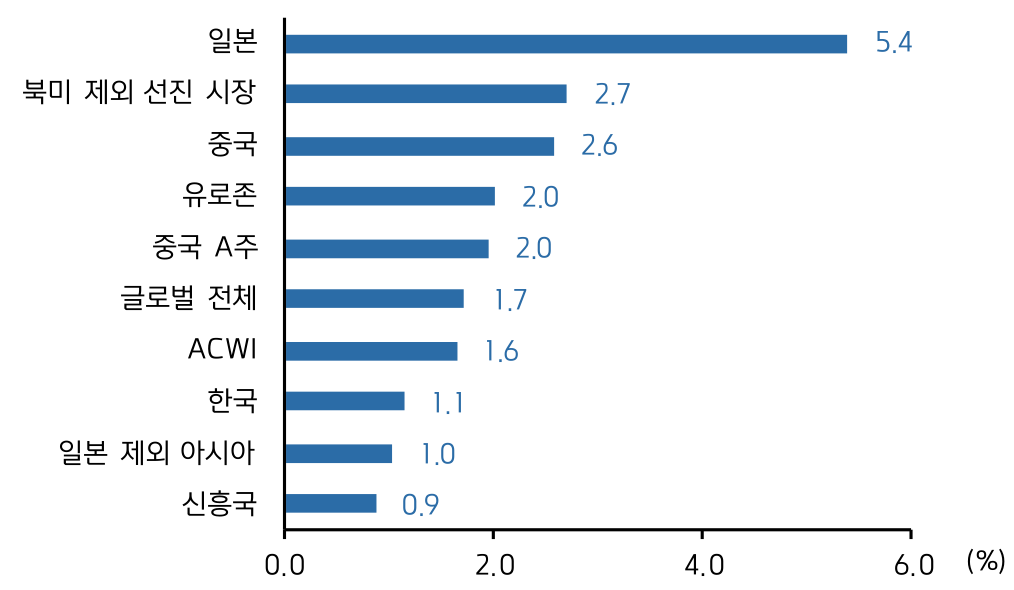 일본 5.4
북미 제외 선진 시장 2.7
중국 2.6
유로존 2.0
중국 A주 2.0
글로벌 전체 1.7
ACWI 1.6
한국 1.1
일본 제외 아시아 1.0
신흥국 0.9
0.0 2.0 4.0 6.0 (%)